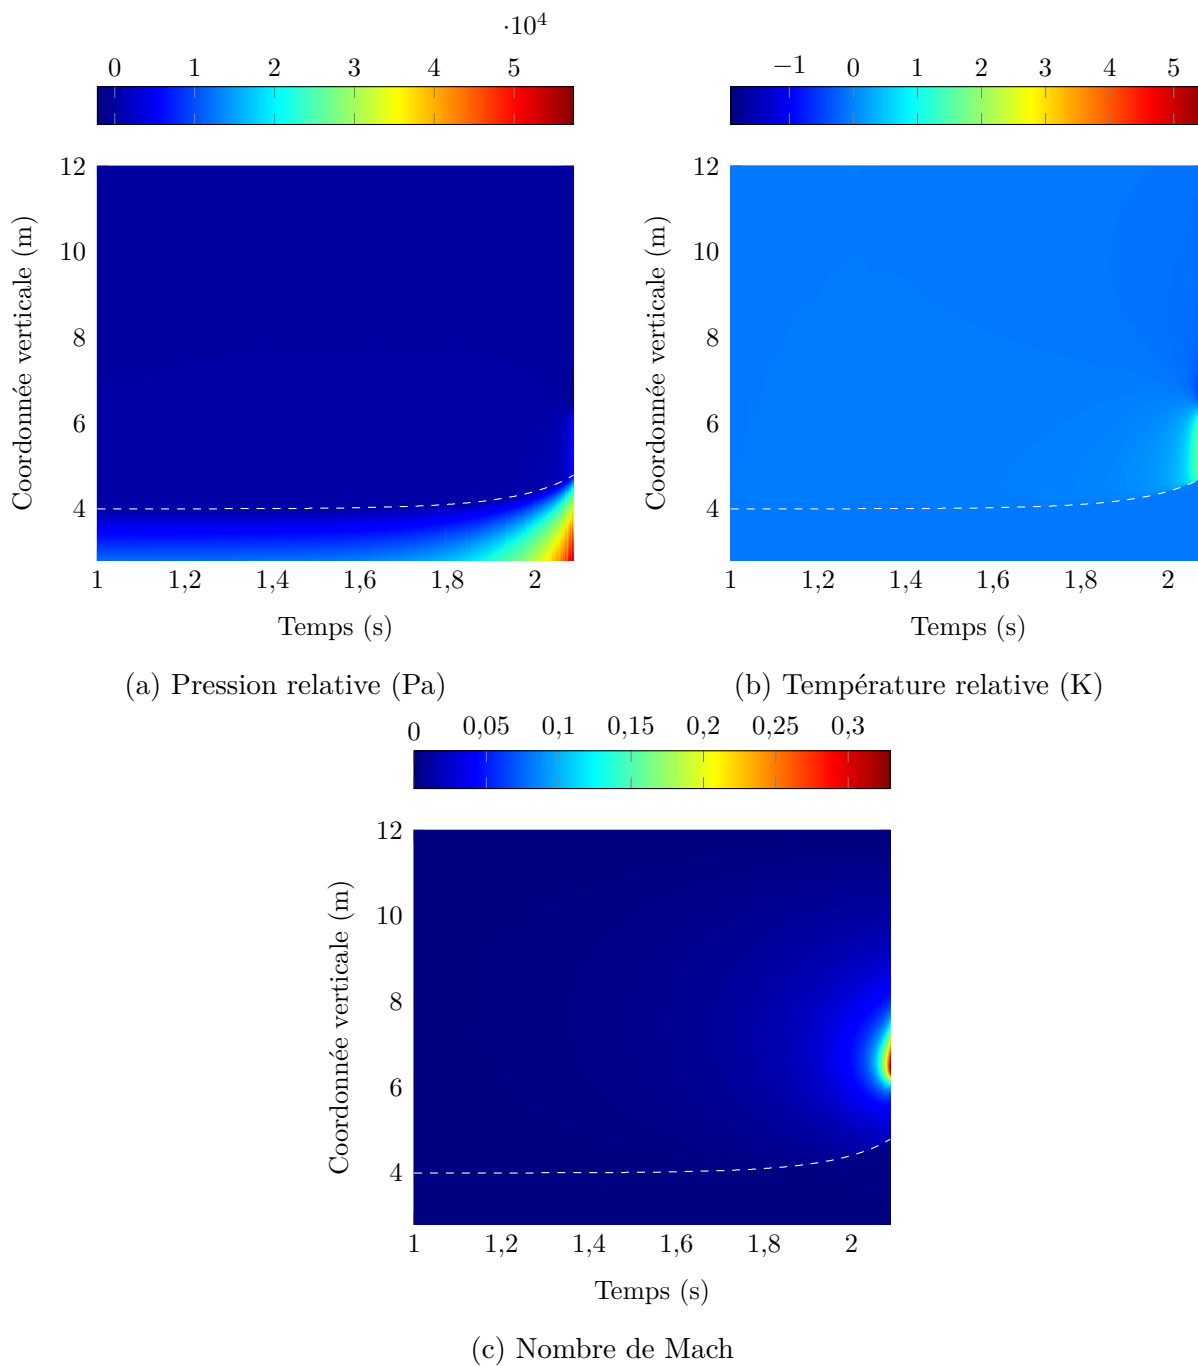 ·10⁴
0 1 2 3 4 5
−1 0 1 2 3 4 5
12 10 8 6 4
Coordonnée verticale (m)
1 1,2 1,4 1,6 1,8 2
Temps (s)
(a) Pression relative (Pa)
12 10 8 6 4
Coordonnée verticale (m)
1 1,2 1,4 1,6 1,8 2
Temps (s)
(b) Température relative (K)
0 0,05 0,1 0,15 0,2 0,25 0,3
12 10 8 6 4
Coordonnée verticale (m)
1 1,2 1,4 1,6 1,8 2
Temps (s)
(c) Nombre de Mach